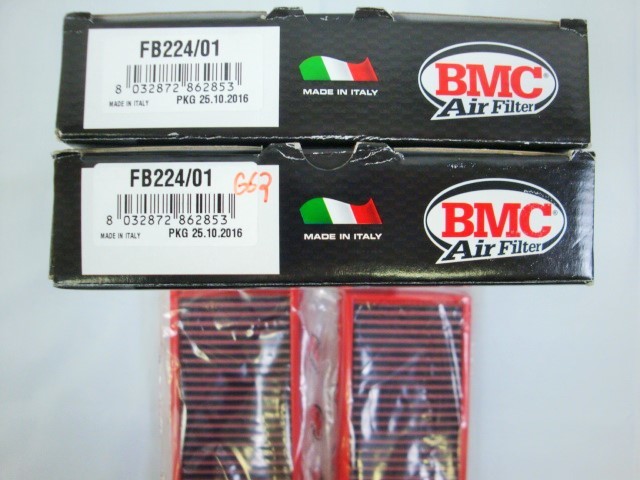 FB224/01
8 032872 862853
MADE IN ITALY PKG 25.10.2016
MADE IN ITALY
BMC
Air Filter
FB224/01
8 032872 862853
MADE IN ITALY PKG 25.10.2016
MADE IN ITALY
BMC
Air Filter